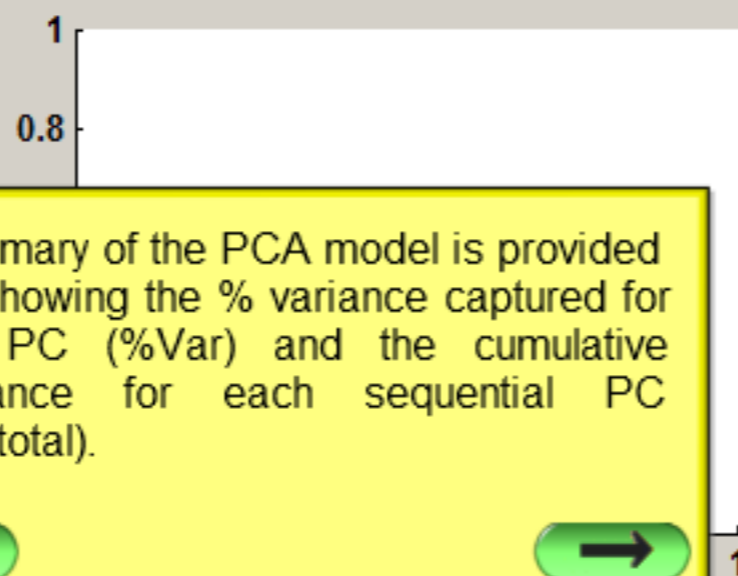 1
0.8
mary of the PCA model is provided
howing the % variance captured for
PC (%Var) and the cumulative
ance for each sequential PC
total).